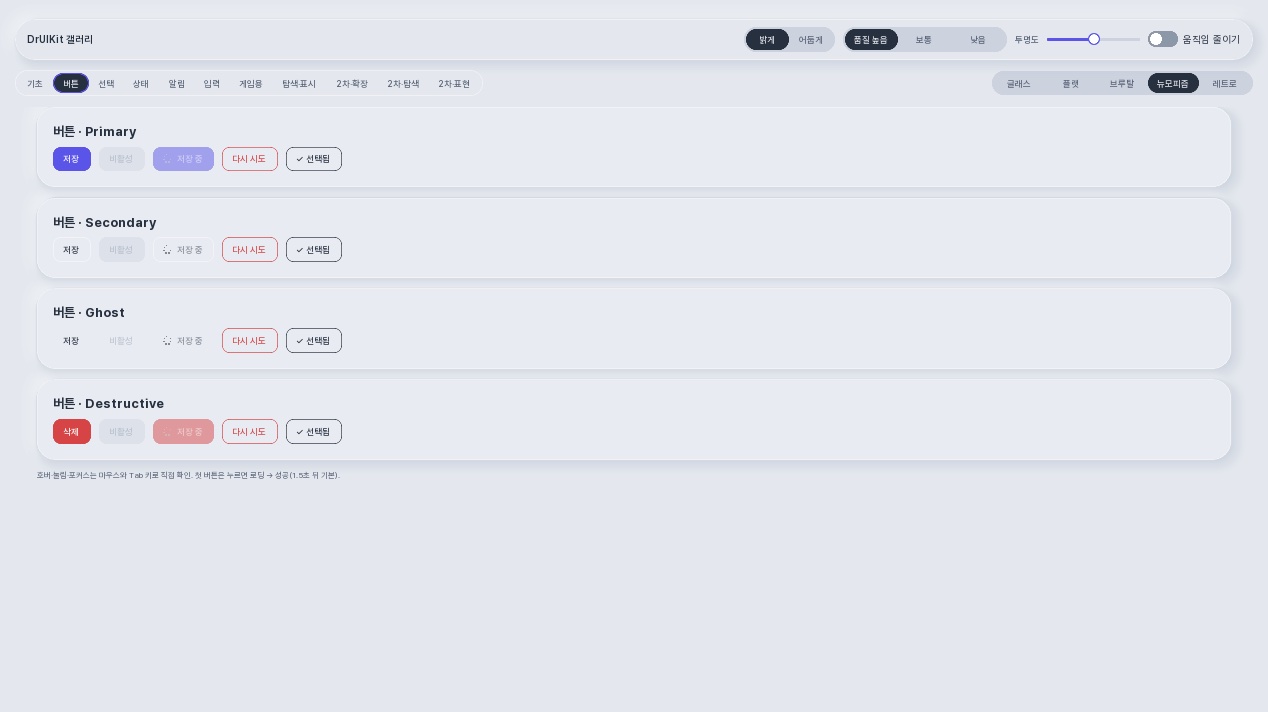 DrUIKit 갤러리
밝게 어둡게 품질 높음 보통 낮음 투명도 움직임 줄이기
기초 버튼 선택 상태 알림 입력 게임용 탐색·표시 2차·확장 2차·탐색 2차·표현
글래스 플랫 브루탈 뉴모피즘 레트로
버튼 · Primary
저장 비활성 저장 중 다시 시도 ✓ 선택됨
버튼 · Secondary
저장 비활성 저장 중 다시 시도 ✓ 선택됨
버튼 · Ghost
저장 비활성 저장 중 다시 시도 ✓ 선택됨
버튼 · Destructive
삭제 비활성 저장 중 다시 시도 ✓ 선택됨
호버·눌림·포커스는 마우스와 Tab 키로 직접 확인. 첫 버튼은 누르면 로딩 → 성공(1.5초 뒤 기본).